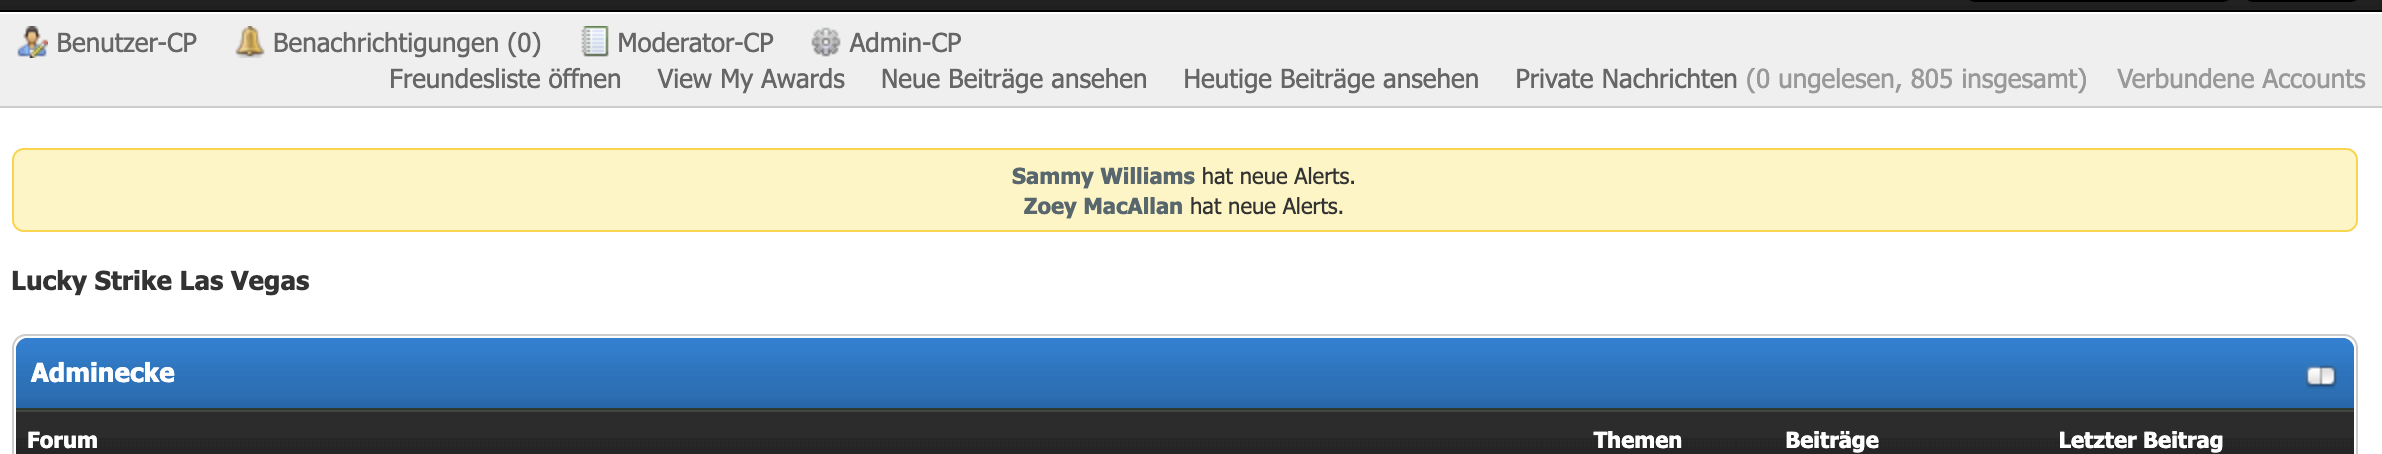 Benutzer-CP Benachrichtigungen (0) Moderator-CP Admin-CP
Freundesliste öffnen View My Awards Neue Beiträge ansehen Heutige Beiträge ansehen Private Nachrichten (0 ungelesen, 805 insgesamt) Verbundene Accounts
Sammy Williams hat neue Alerts.
Zoey MacAllan hat neue Alerts.
Lucky Strike Las Vegas
Adminecke
Forum Themen Beiträge Letzter Beitrag